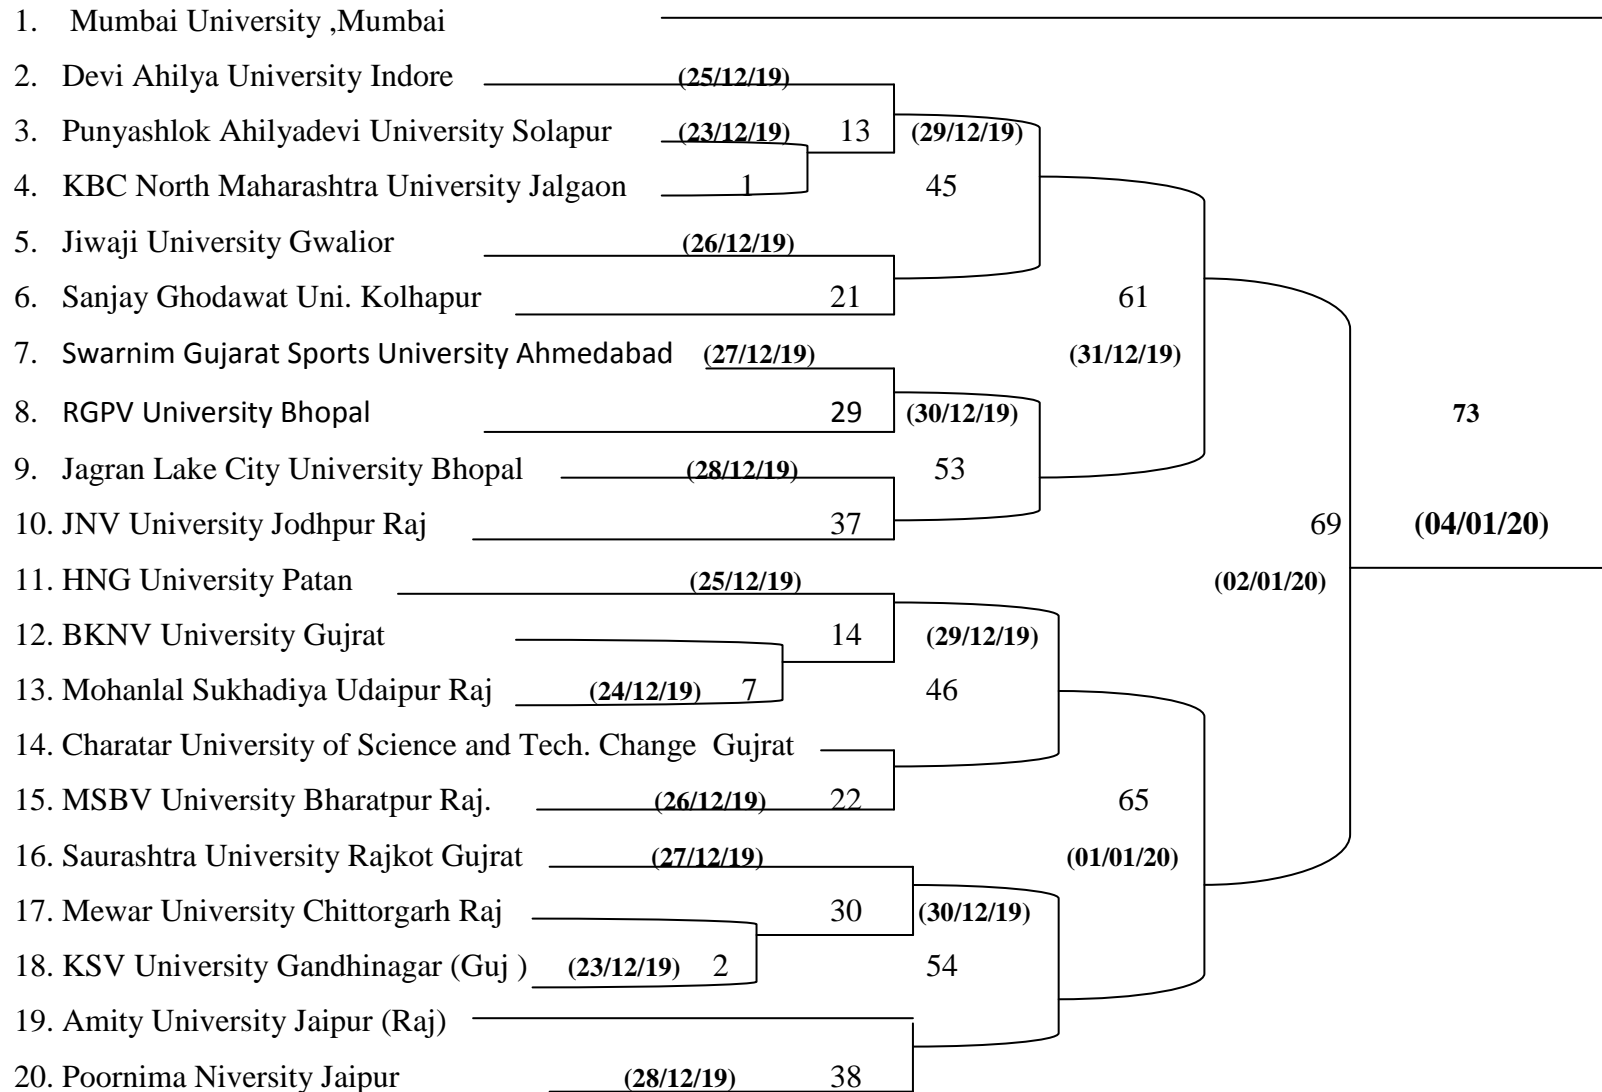 1. Mumbai University ,Mumbai
2. Devi Ahilya University Indore (25/12/19)
3. Punyashlok Ahilyadevi University Solapur (23/12/19) 13 (29/12/19)
4. KBC North Maharashtra University Jalgaon 1 45
5. Jiwaji University Gwalior (26/12/19)
6. Sanjay Ghodawat Uni. Kolhapur 21 61
7. Swarnim Gujarat Sports University Ahmedabad (27/12/19) (31/12/19)
8. RGPV University Bhopal 29 (30/12/19) 73
9. Jagran Lake City University Bhopal (28/12/19) 53
10. JNV University Jodhpur Raj 37 69 (04/01/20)
11. HNG University Patan (25/12/19) (02/01/20)
12. BKNV University Gujrat 14 (29/12/19)
13. Mohanlal Sukhadiya Udaipur Raj (24/12/19) 7 46
14. Charatar University of Science and Tech. Change Gujrat
15. MSBV University Bharatpur Raj. (26/12/19) 22 65
16. Saurashtra University Rajkot Gujrat (27/12/19) (01/01/20)
17. Mewar University Chittorgarh Raj 30 (30/12/19)
18. KSV University Gandhinagar (Guj ) (23/12/19) 2 54
19. Amity University Jaipur (Raj)
20. Poornima Niversity Jaipur (28/12/19) 38